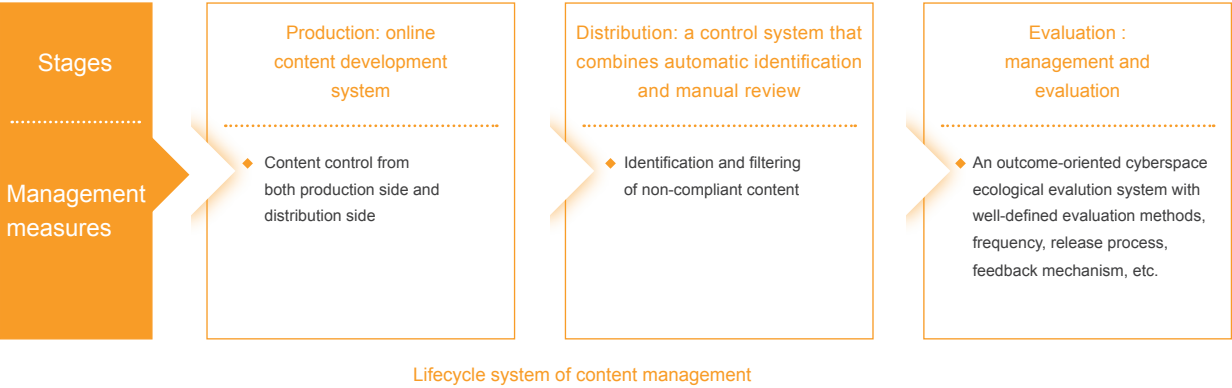 Stages
Management
measures
Production: online
content development
system
Content control from
both production side and
distribution side
Distribution: a control system that
combines automatic identification
and manual review
Identification and filtering
of non-compliant content
Evaluation :
management and
evaluation
An outcome-oriented cyberspace
ecological evalution system with
well-defined evaluation methods,
frequency, release process,
feedback mechanism, etc.
Lifecycle system of content management